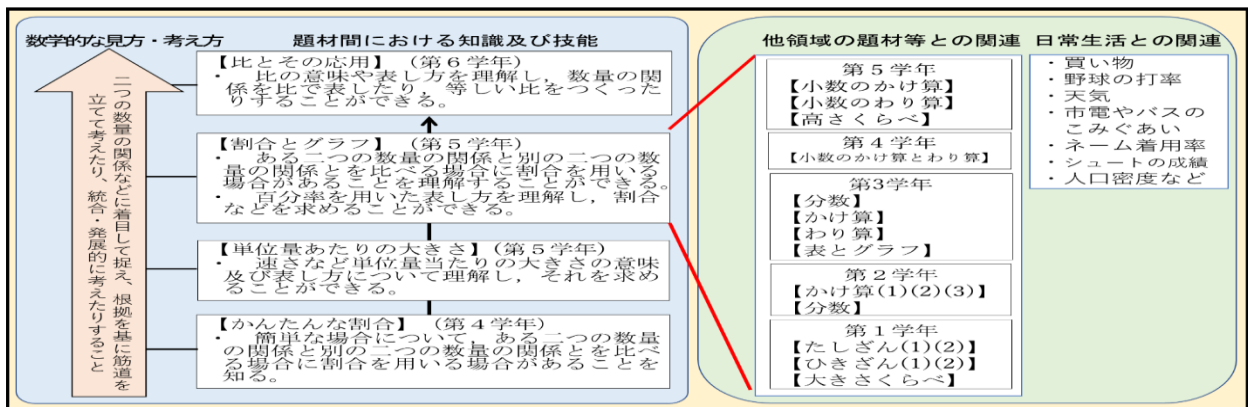 数学的な見方・考え方
二つの数量の関係などに着目して捉え、根拠を基に筋道を
立てて考えたり、統合・発展的に考えたりすること
題材間における知識及び技能
【比とその応用】（第６学年）
・　比の意味や表し方を理解し，数量の関
係を比で表したり，等しい比をつくった
りすることができる。
【割合とグラフ】（第５学年）
・　ある二つの数量の関係と別の二つの数
量の関係とを比べる場合に割合を用いる
場合があることを理解することができる。
・　百分率を用いた表し方を理解し，割合
などを求めることができる。
【単位量あたりの大きさ】（第５学年）
・　速さなど単位量当たりの大きさの意味
及び表し方について理解し，それを求め
ることができる。
【かんたんな割合】（第４学年）
・　簡単な場合について，ある二つの数量
の関係と別の二つの数量の関係とを比べ
る場合に割合を用いる場合があることを
知る。
他領域の題材等との関連
第５学年
【小数のかけ算】
【小数のわり算】
【高さくらべ】
第４学年
【小数のかけ算とわり算】
第3学年
【分数】
【かけ算】
【わり算】
【表とグラフ】
第２学年
【かけ算(1)(2)(3)】
【分数】
第１学年
【たしざん(1)(2)】
【ひきざん(1)(2)】
【大きさくらべ】
日常生活との関連
・買い物
・野球の打率
・天気
・市電やバスの
こみぐあい
・ネーム着用率
・シュートの成績
・人口密度など